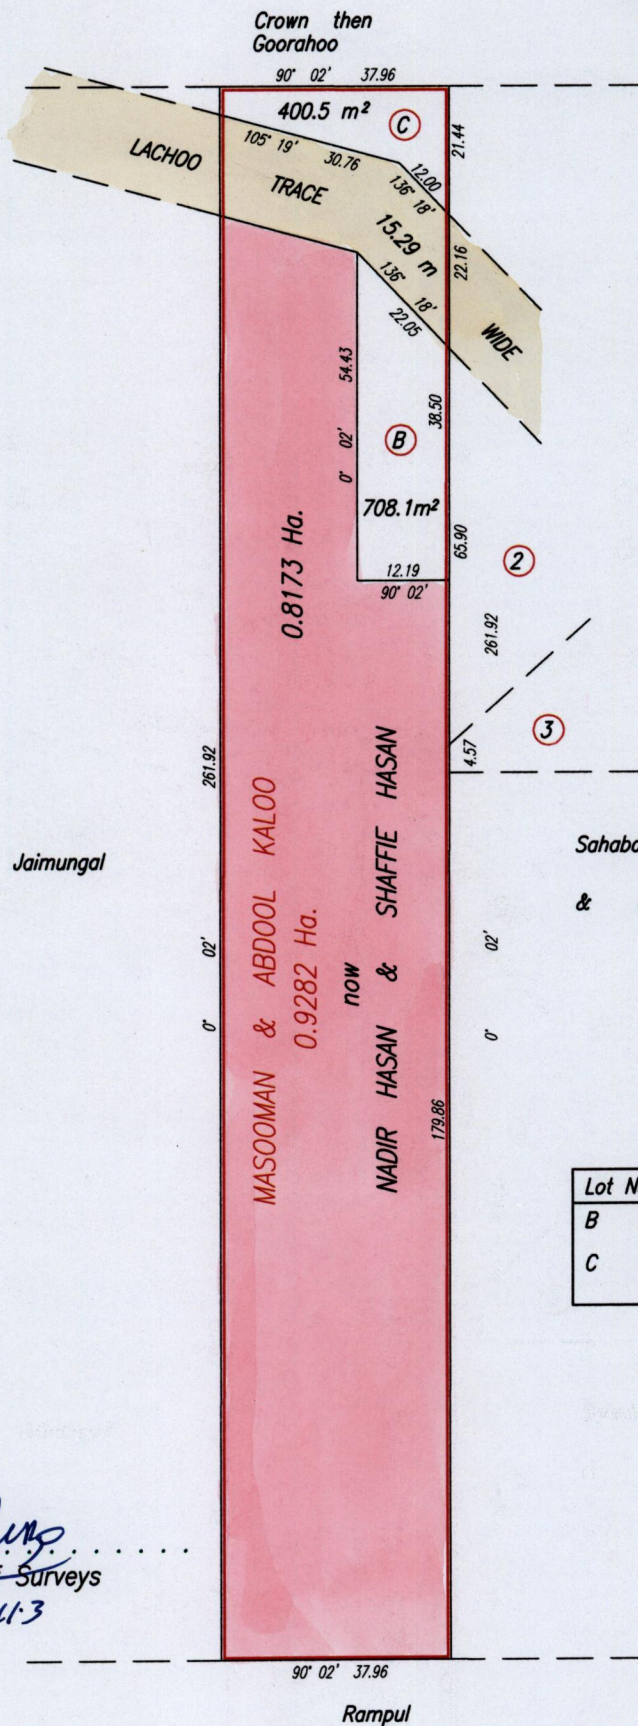 Crown then
Goorahoo
90° 02' 37.96
400.5 m²
C
21.44
105° 19' 30.76
12.00
136° 18'
LACHOO TRACE 15.29 m WIDE
22.16
136° 18'
22.05
54.43
0° 02'
38.50
B
708.1m²
65.90
12.19
90° 02'
0.8173 Ha.
2
261.92
3
4.57
261.92
Jaimungal
0° 02'
MASOOMAN & ABDOOL KALOO
0.9282 Ha.
now
NADIR HASAN & SHAFFIE HASAN
179.86
&
0° 02'
Lot N
B
C
Surveys
90° 02' 37.96
Rampul